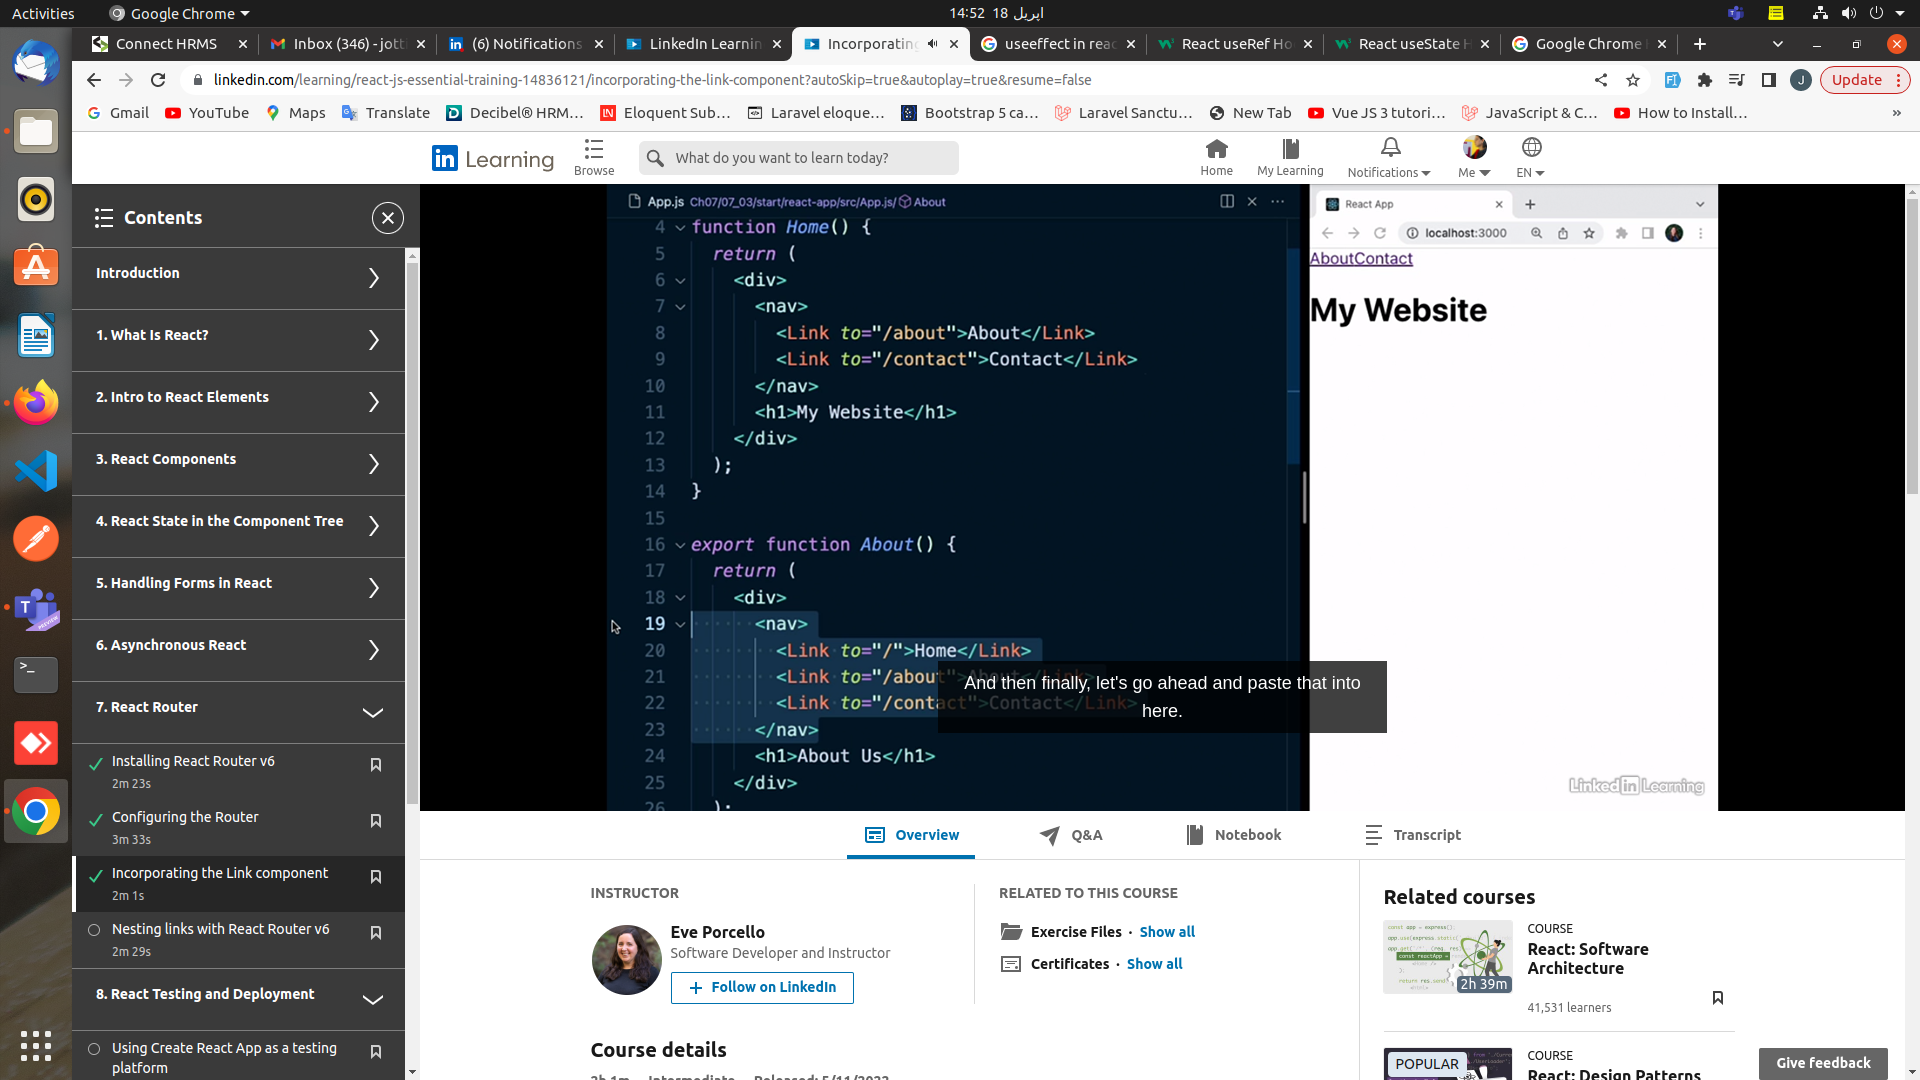 Activities
Google Chrome
14:52 18 اپریل
Connect HRMS
Inbox (346) - jott
(6) Notifications
LinkedIn Learnin
Incorporating
useeffect in reac
React useRef Ho
React useState H
Google Chrome
linkedin.com/learning/react-js-essential-training-14836121/incorporating-the-link-component?autoSkip=true&autoplay=true&resume=false
J
Update
Gmail
YouTube
Maps
Translate
Decibel® HRM...
Eloquent Sub...
Laravel eloque...
Bootstrap 5 ca...
Laravel Sanctu...
New Tab
Vue JS 3 tutori...
JavaScript & C...
How to Install...
»
in Learning
Browse
What do you want to learn today?
Home
My Learning
Notifications
Me
EN
Contents
Introduction
1. What Is React?
2. Intro to React Elements
3. React Components
4. React State in the Component Tree
5. Handling Forms in React
6. Asynchronous React
7. React Router
Installing React Router v6
2m 23s
Configuring the Router
3m 33s
Incorporating the Link component
2m 1s
Nesting links with React Router v6
2m 29s
8. React Testing and Deployment
Using Create React App as a testing
platform
App.js Ch07/07_03/start/react-app/src/App.js/ About
4 function Home() {
5 return (
6 <div>
7 <nav>
8 <Link to="/about">About</Link>
9 <Link to="/contact">Contact</Link>
10 </nav>
11 <h1>My Website</h1>
12 </div>
13 );
14 }
15
16 export function About() {
17 return (
18 <div>
19 <nav>
20 <Link to="/">Home</Link>
21 <Link to="/about">About</Link>
22 <Link to="/contact">Contact</Link>
23 </nav>
24 <h1>About Us</h1>
25 </div>
26 );
And then finally, let's go ahead and paste that into
here.
React App
localhost:3000
AboutContact
My Website
Linked in Learning
Overview
Q&A
Notebook
Transcript
INSTRUCTOR
Eve Porcello
Software Developer and Instructor
+ Follow on LinkedIn
RELATED TO THIS COURSE
Exercise Files · Show all
Certificates · Show all
Course details
2h 1m Intermediate Released: 5/11/2022
Related courses
2h 39m
COURSE
React: Software
Architecture
41,531 learners
POPULAR
COURSE
React: Design Patterns
Give feedback